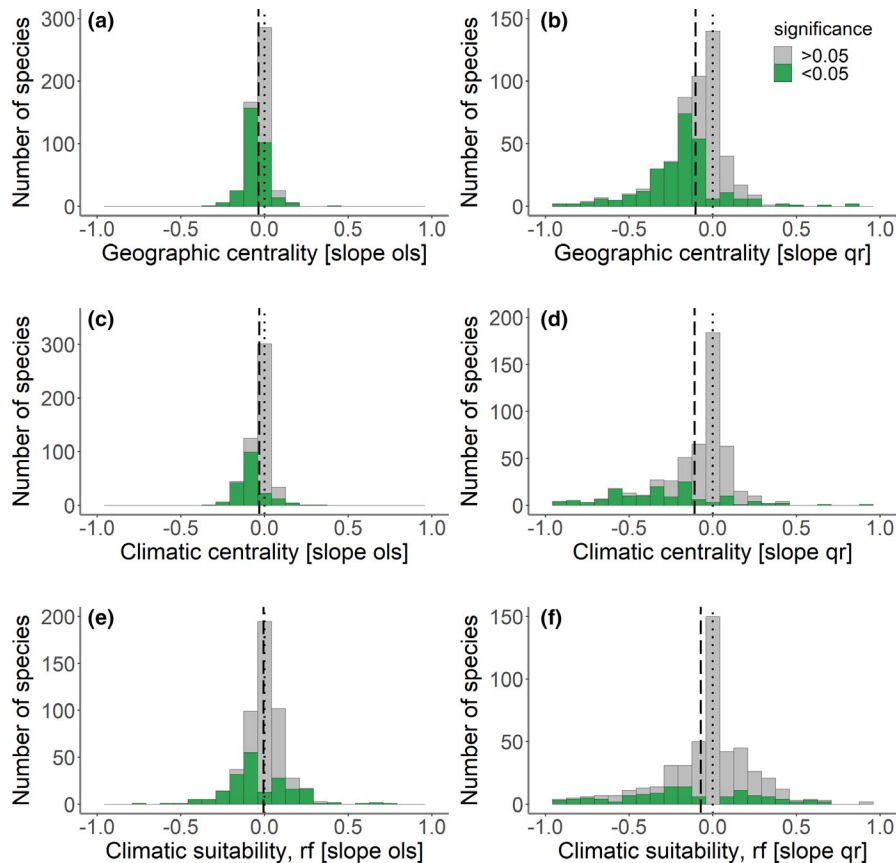 (a)
Number of species
300
200
100
0
-1.0 -0.5 0.0 0.5 1.0
Geographic centrality [slope ols]
(b)
significance
>0.05
<0.05
Number of species
150
100
50
0
-1.0 -0.5 0.0 0.5 1.0
Geographic centrality [slope qr]
(c)
Number of species
300
200
100
0
-1.0 -0.5 0.0 0.5 1.0
Climatic centrality [slope ols]
(d)
Number of species
200
150
100
50
0
-1.0 -0.5 0.0 0.5 1.0
Climatic centrality [slope qr]
(e)
Number of species
200
150
100
50
0
-1.0 -0.5 0.0 0.5 1.0
Climatic suitability, rf [slope ols]
(f)
Number of species
150
100
50
0
-1.0 -0.5 0.0 0.5 1.0
Climatic suitability, rf [slope qr]